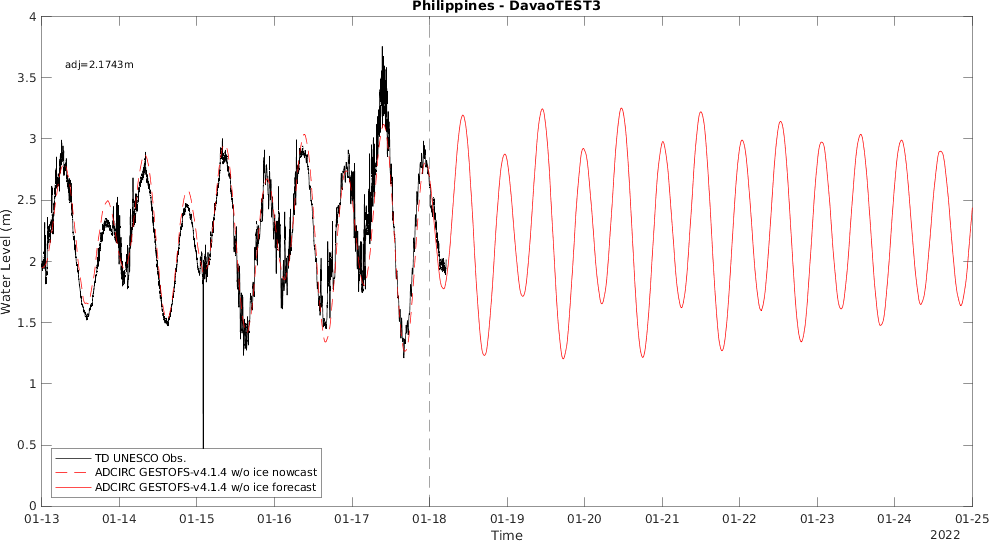 Philippines - DavaoTEST3
4
3.5
3
2.5
2
1.5
1
0.5
0
Water Level (m)
adj=2.1743m
TD UNESCO Obs.
ADCIRC GESTOFS-v4.1.4 w/o ice nowcast
ADCIRC GESTOFS-v4.1.4 w/o ice forecast
01-13 01-14 01-15 01-16 01-17 01-18 01-19 01-20 01-21 01-22 01-23 01-24 01-25
Time
2022